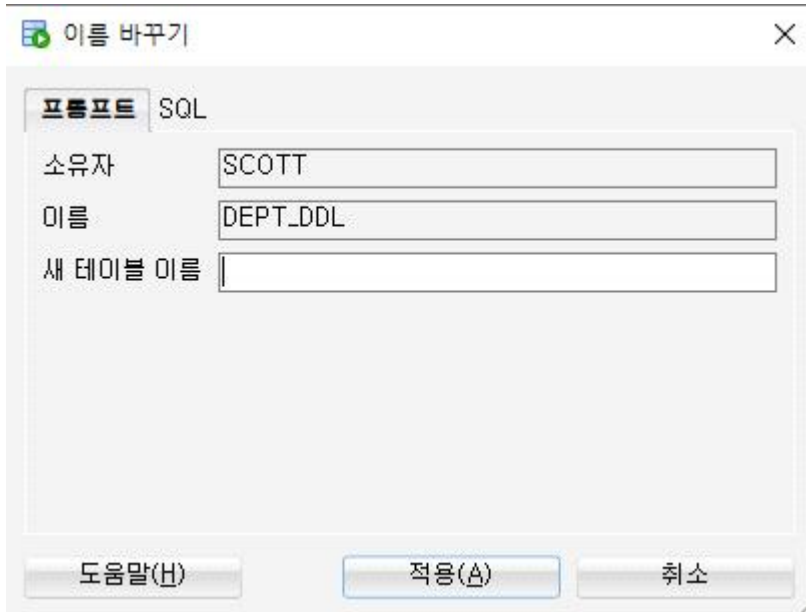 이름 바꾸기
프롬프트 SQL
소유자 SCOTT
이름 DEPT_DDL
새 테이블 이름
도움말(H) 적용(A) 취소